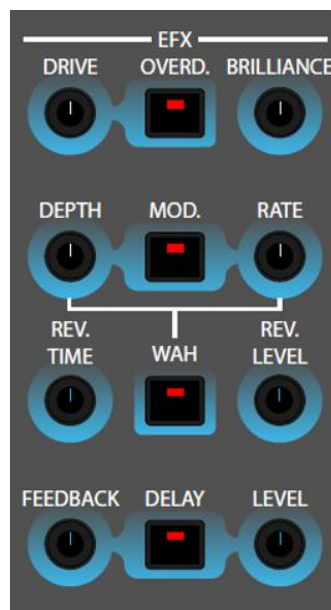 EFX
DRIVE OVERD. BRILLIANCE
DEPTH MOD. RATE
REV. REV.
TIME WAH LEVEL
FEEDBACK DELAY LEVEL